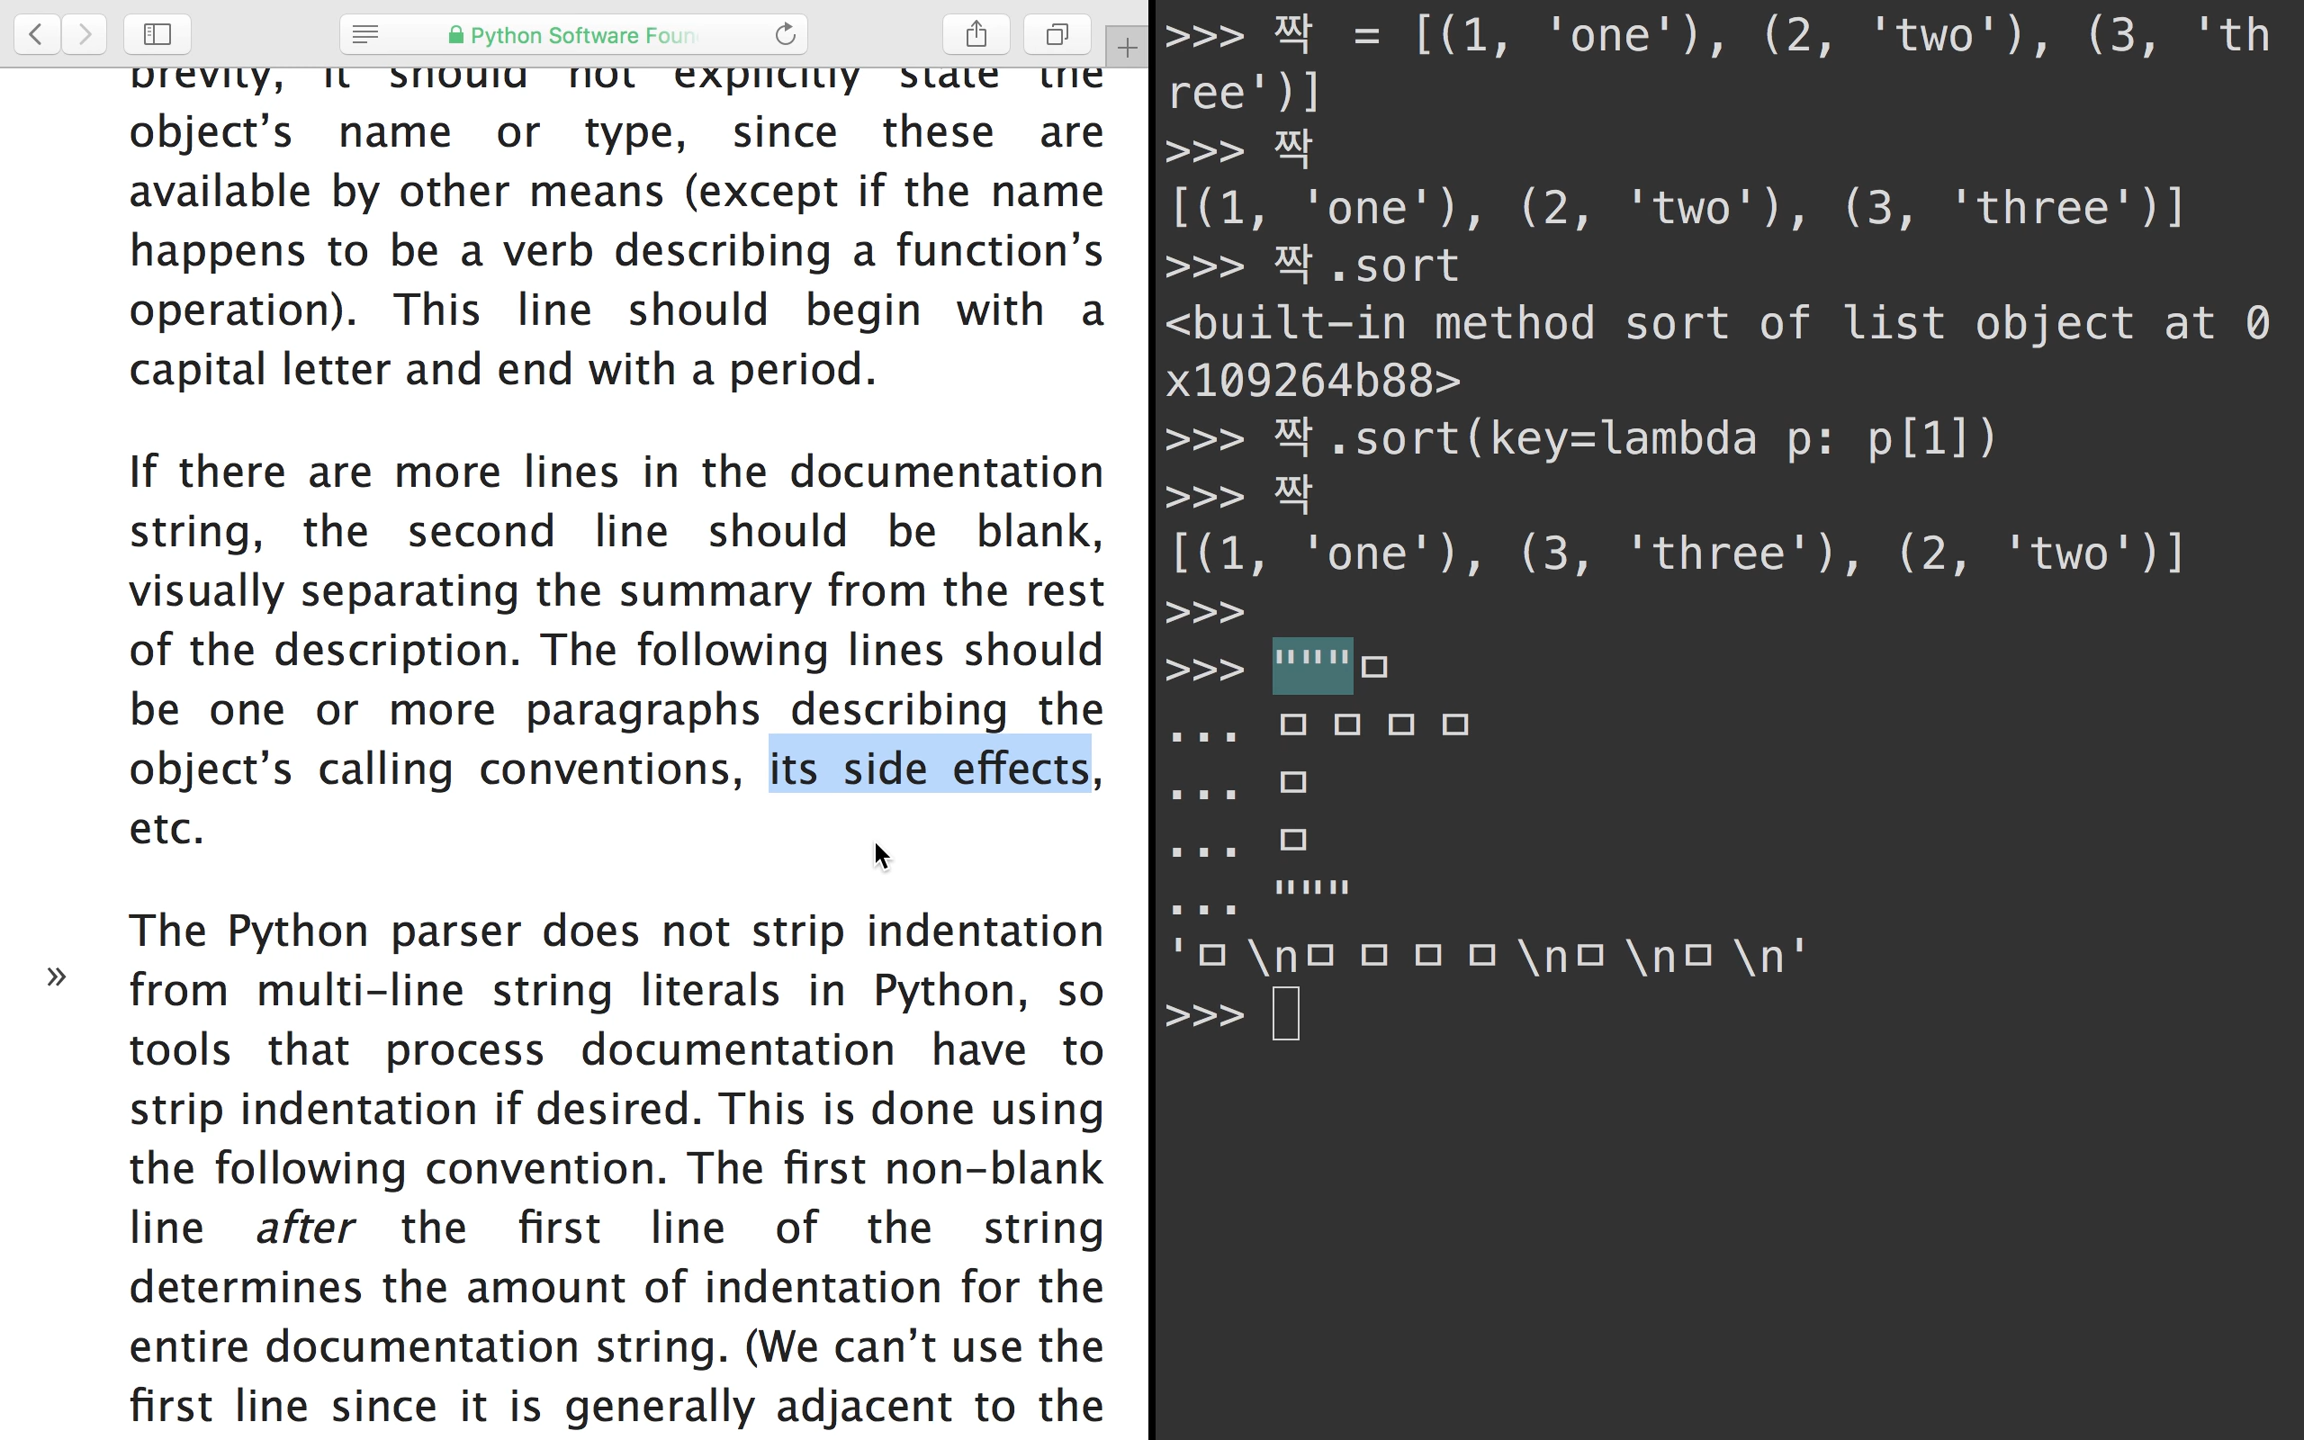 Python Software Foun
brevity, it should not explicitly state the
object’s name or type, since these are
available by other means (except if the name
happens to be a verb describing a function’s
operation). This line should begin with a
capital letter and end with a period.
If there are more lines in the documentation
string, the second line should be blank,
visually separating the summary from the rest
of the description. The following lines should
be one or more paragraphs describing the
object’s calling conventions, its side effects,
etc.
The Python parser does not strip indentation
from multi-line string literals in Python, so
tools that process documentation have to
strip indentation if desired. This is done using
the following convention. The first non-blank
line after the first line of the string
determines the amount of indentation for the
entire documentation string. (We can’t use the
first line since it is generally adjacent to the
»
>>> 짝 = [(1, 'one'), (2, 'two'), (3, 'th
ree')]
>>> 짝
[(1, 'one'), (2, 'two'), (3, 'three')]
>>> 짝.sort
<built-in method sort of list object at 0
x109264b88>
>>> 짝.sort(key=lambda p: p[1])
>>> 짝
[(1, 'one'), (3, 'three'), (2, 'two')]
>>>
>>> """ㅁ
... ㅁㅁㅁㅁ
... ㅁ
... ㅁ
... """
'ㅁ\nㅁㅁㅁㅁ\nㅁ\nㅁ\n'
>>>